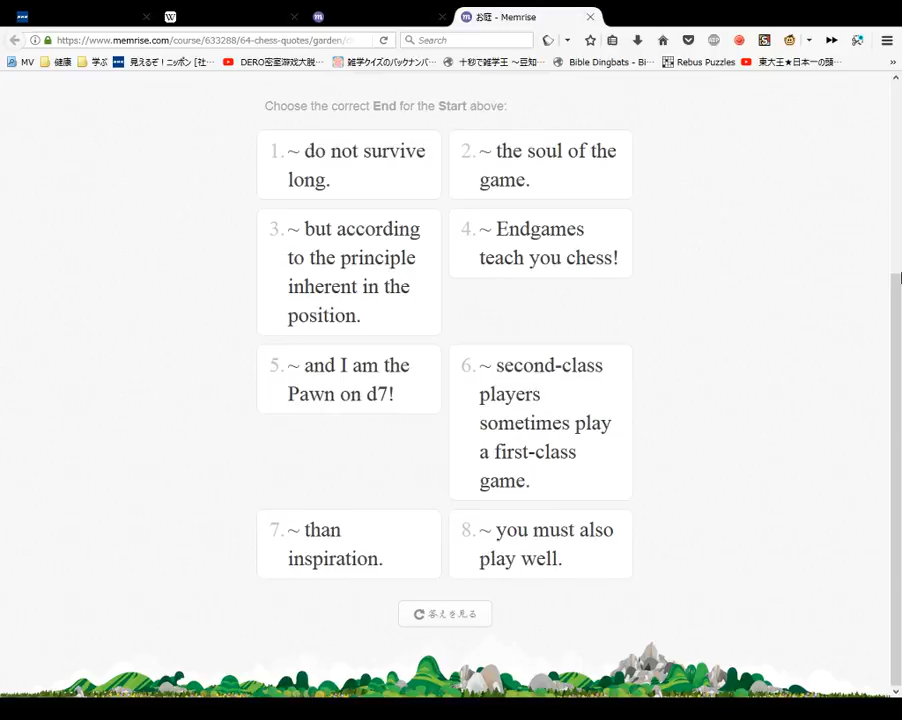 お庭 - Memrise
https://www.memrise.com/course/633288/64-chess-quotes/garden/
Search
MV 健康 学ぶ 見えるぞ！ニッポン [社… DERO密室游戏大脱… 雑学クイズのバックナンバ… 十秒で雑学王 ～豆知… Bible Dingbats - Bi… Rebus Puzzles 東大王★日本一の頭…
Choose the correct End for the Start above:
1. ~ do not survive
long.
2. ~ the soul of the
game.
3. ~ but according
to the principle
inherent in the
position.
4. ~ Endgames
teach you chess!
5. ~ and I am the
Pawn on d7!
6. ~ second-class
players
sometimes play
a first-class
game.
7. ~ than
inspiration.
8. ~ you must also
play well.
答えを見る